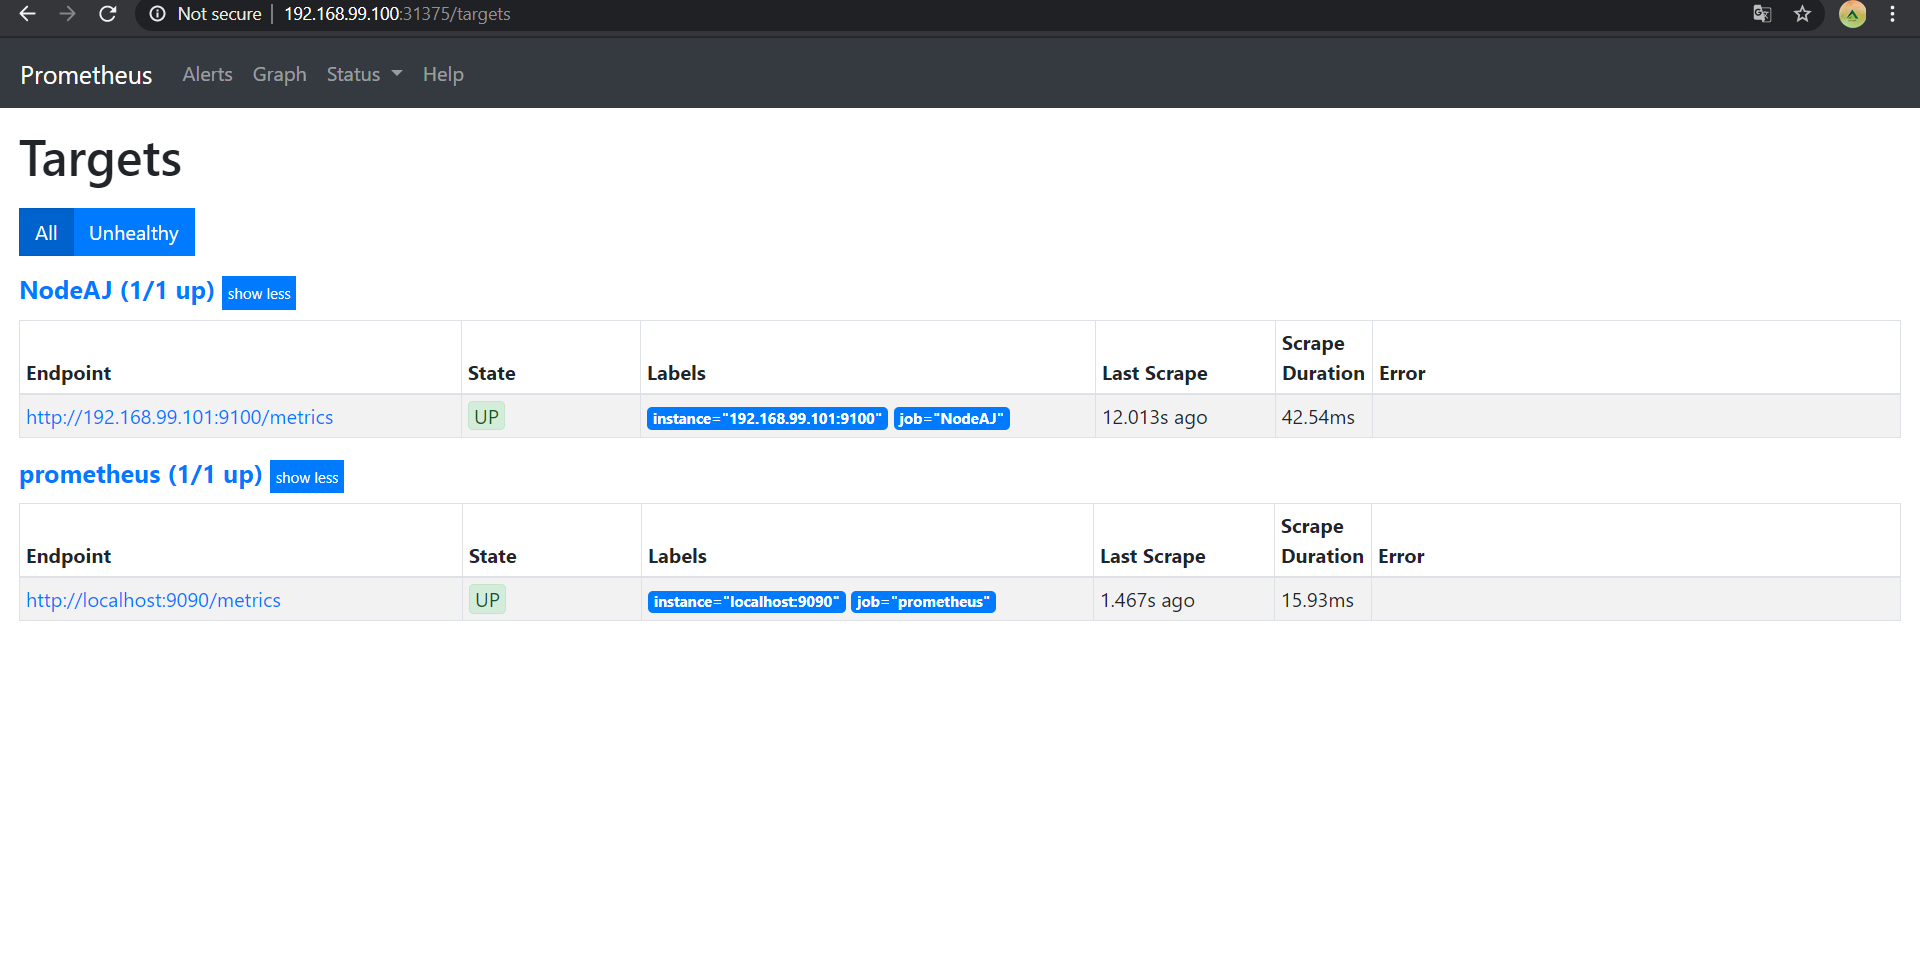 Not secure | 192.168.99.100:31375/targets
Prometheus Alerts Graph Status Help
Targets
All Unhealthy
NodeAJ (1/1 up) show less
Endpoint State Labels Last Scrape Scrape Duration Error
http://192.168.99.101:9100/metrics UP instance="192.168.99.101:9100" job="NodeAJ" 12.013s ago 42.54ms
prometheus (1/1 up) show less
Endpoint State Labels Last Scrape Scrape Duration Error
http://localhost:9090/metrics UP instance="localhost:9090" job="prometheus" 1.467s ago 15.93ms